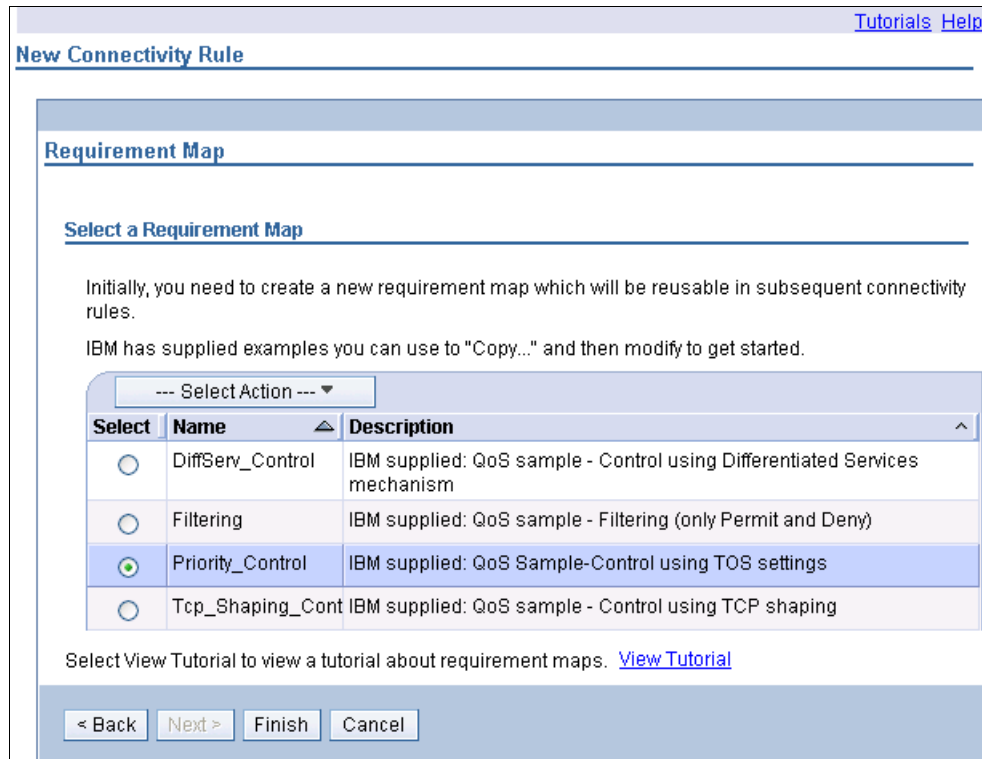 Tutorials Help
New Connectivity Rule
Requirement Map
Select a Requirement Map
Initially, you need to create a new requirement map which will be reusable in subsequent connectivity
rules.
IBM has supplied examples you can use to "Copy..." and then modify to get started.
--- Select Action ---
Select Name Description
DiffServ_Control IBM supplied: QoS sample - Control using Differentiated Services
mechanism
Filtering IBM supplied: QoS sample - Filtering (only Permit and Deny)
Priority_Control IBM supplied: QoS Sample-Control using TOS settings
Tcp_Shaping_Cont IBM supplied: QoS sample - Control using TCP shaping
Select View Tutorial to view a tutorial about requirement maps. View Tutorial
< Back Next > Finish Cancel